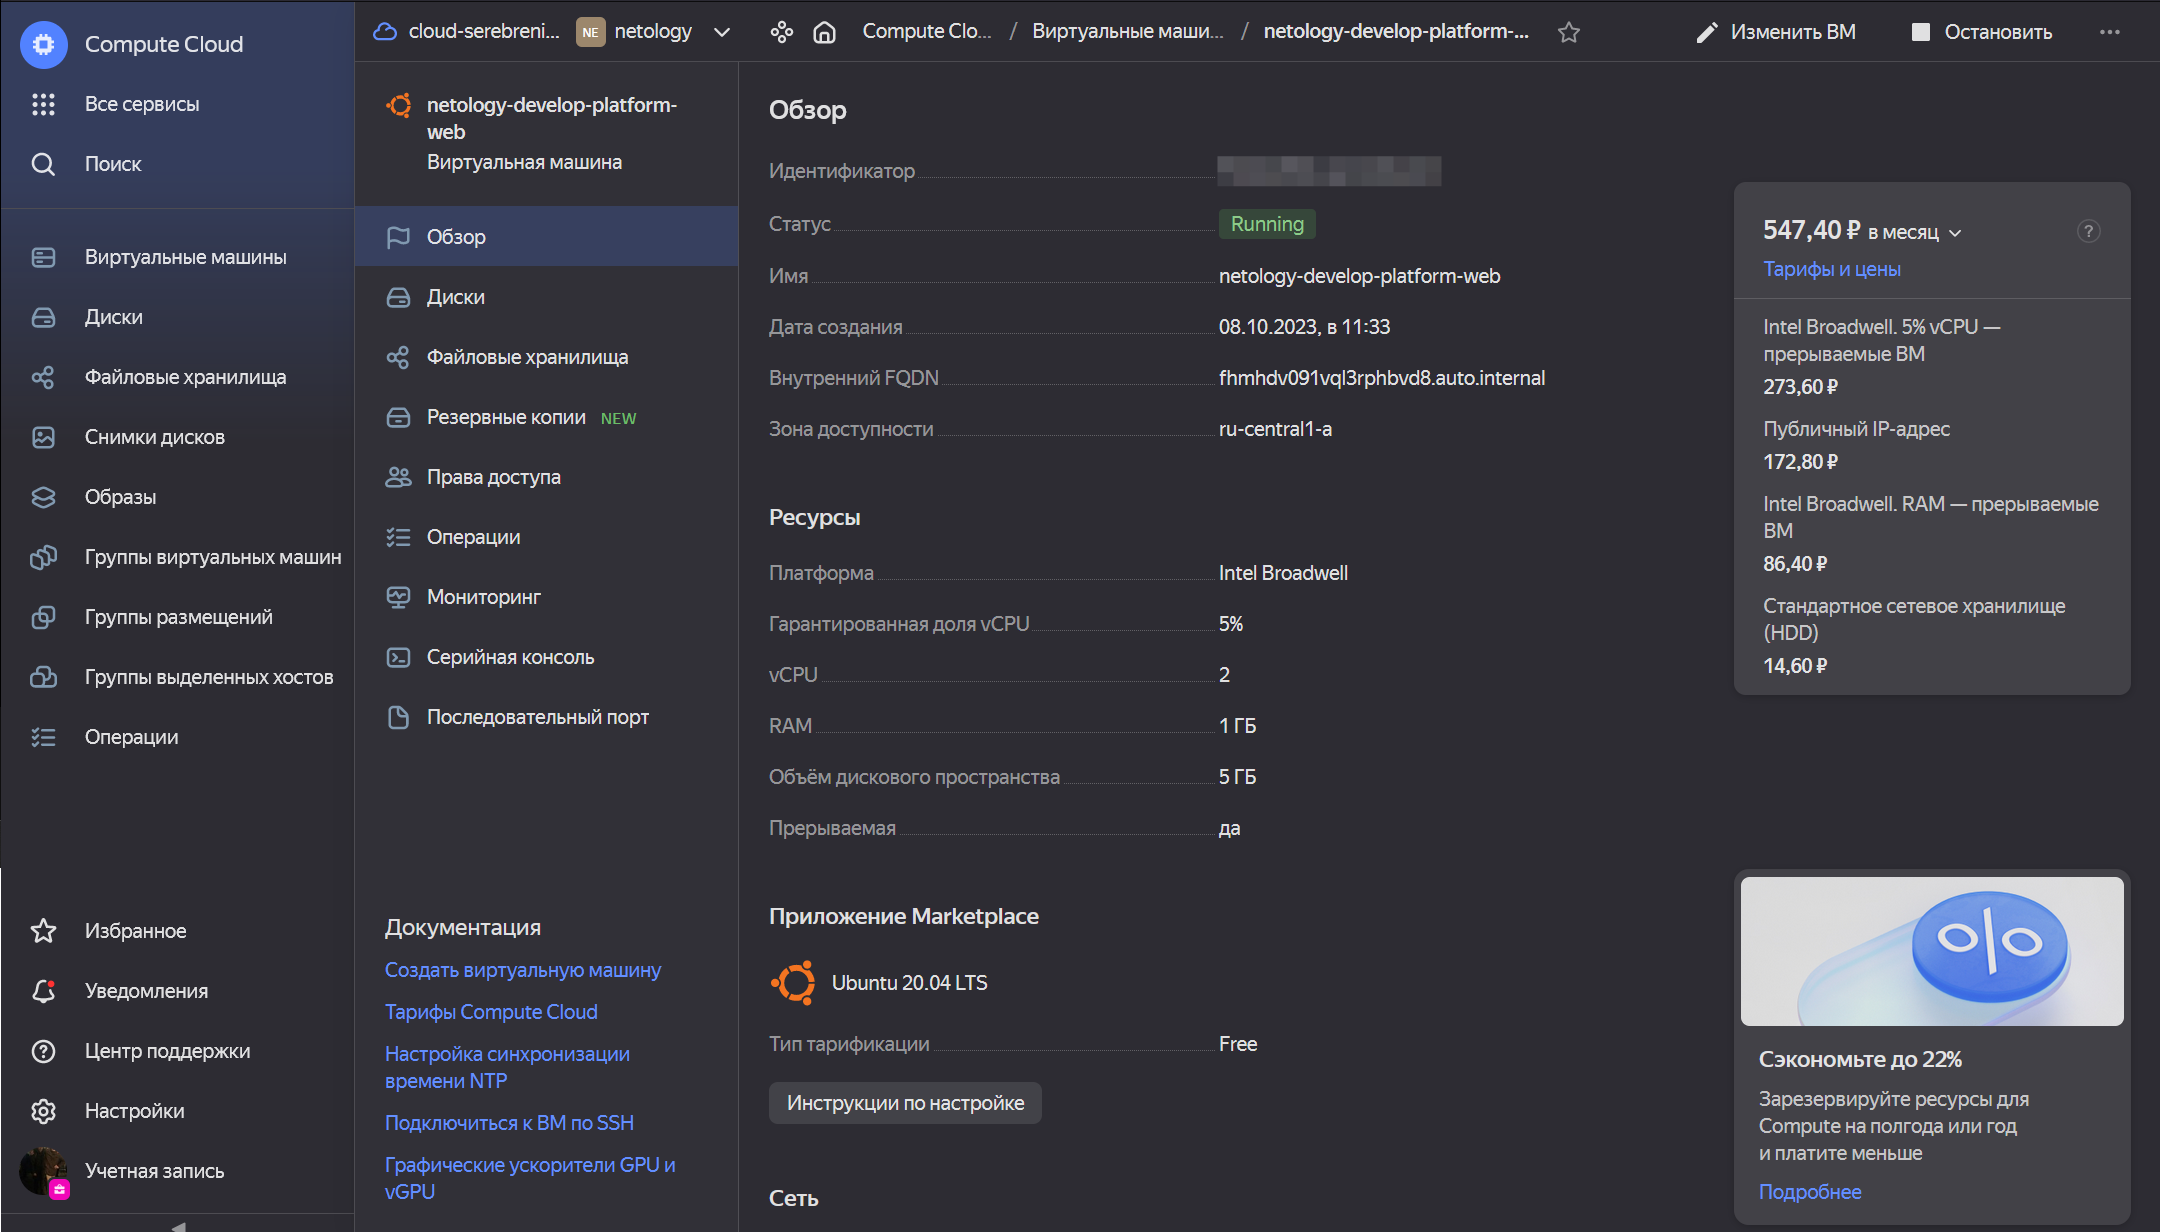 Compute Cloud
Все сервисы
Поиск
Виртуальные машины
Диски
Файловые хранилища
Снимки дисков
Образы
Группы виртуальных машин
Группы размещений
Группы выделенных хостов
Операции
Избранное
Уведомления
Центр поддержки
Настройки
Учетная запись
cloud-serebreni... NE netology
Compute Clo... / Виртуальные маши... / netology-develop-platform-...
Изменить ВМ
Остановить
netology-develop-platform-
web
Виртуальная машина
Обзор
Диски
Файловые хранилища
Резервные копии NEW
Права доступа
Операции
Мониторинг
Серийная консоль
Последовательный порт
Документация
Создать виртуальную машину
Тарифы Compute Cloud
Настройка синхронизации
времени NTP
Подключиться к ВМ по SSH
Графические ускорители GPU и
vGPU
Обзор
Идентификатор
Статус Running
Имя netology-develop-platform-web
Дата создания 08.10.2023, в 11:33
Внутренний FQDN fhmhdv091vql3rphbvd8.auto.internal
Зона доступности ru-central1-a
Ресурсы
Платформа Intel Broadwell
Гарантированная доля vCPU 5%
vCPU 2
RAM 1 ГБ
Объём дискового пространства 5 ГБ
Прерываемая да
Приложение Marketplace
Ubuntu 20.04 LTS
Тип тарификации Free
Инструкции по настройке
Сеть
547,40 ₽ в месяц
?
Тарифы и цены
Intel Broadwell. 5% vCPU —
прерываемые ВМ
273,60 ₽
Публичный IP-адрес
172,80 ₽
Intel Broadwell. RAM — прерываемые
ВМ
86,40 ₽
Стандартное сетевое хранилище
(HDD)
14,60 ₽
%
Сэкономьте до 22%
Зарезервируйте ресурсы для
Compute на полгода или год
и платите меньше
Подробнее